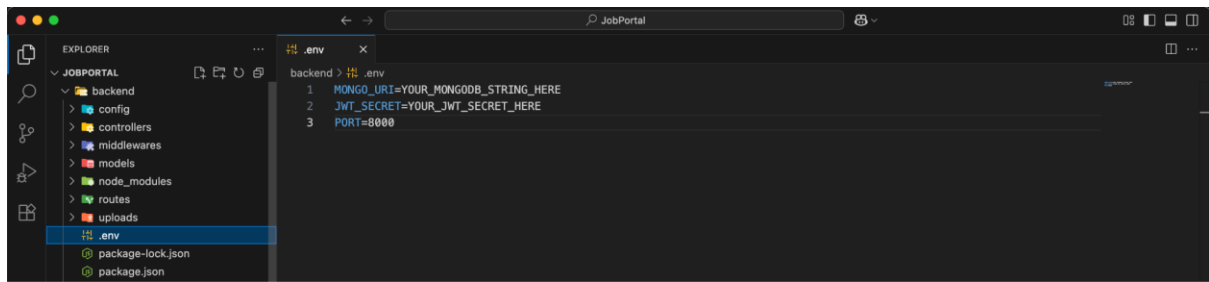 JobPortal
EXPLORER
JOBPORTAL
backend
config
controllers
middlewares
models
node_modules
routes
uploads
.env
package-lock.json
package.json
.env
backend > .env
1 MONGO_URI=YOUR_MONGODB_STRING_HERE
2 JWT_SECRET=YOUR_JWT_SECRET_HERE
3 PORT=8000